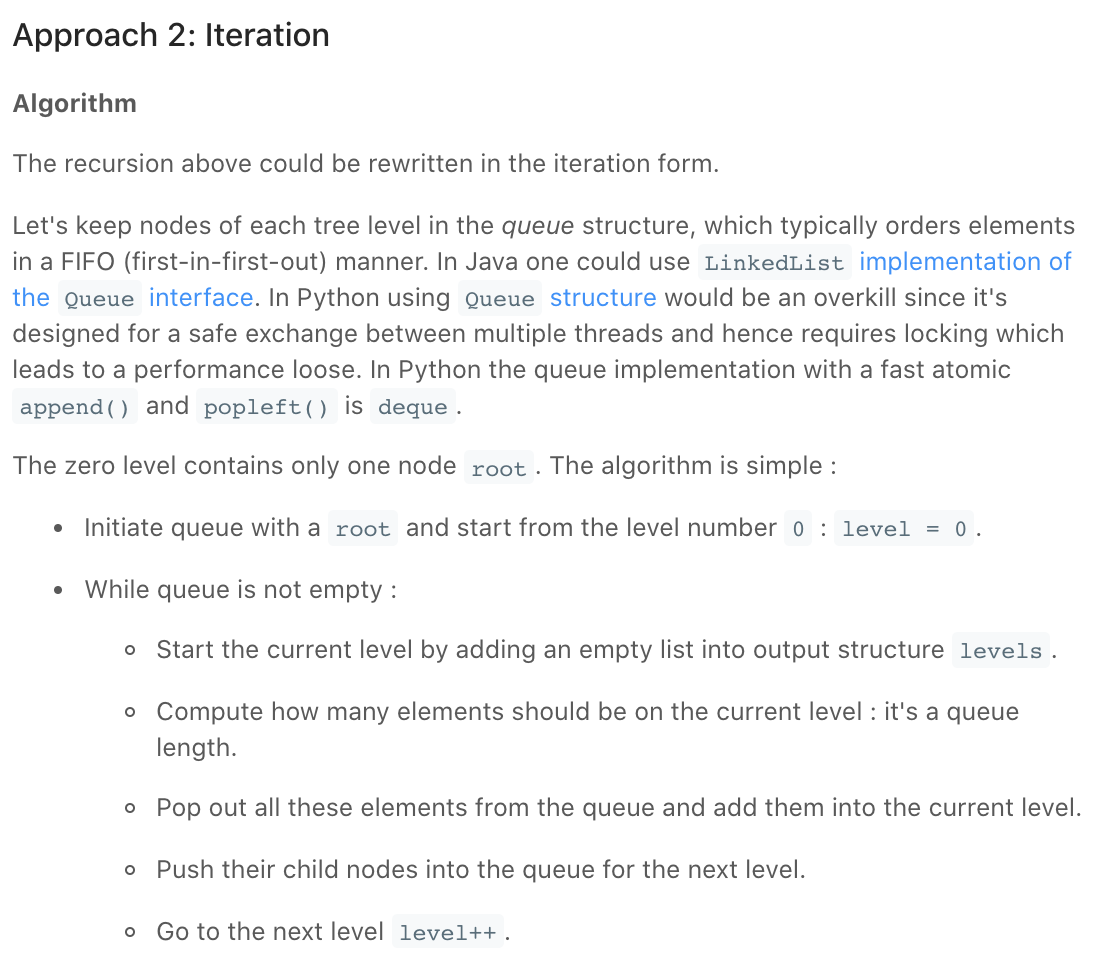 Approach 2: Iteration
Algorithm
The recursion above could be rewritten in the iteration form.
Let's keep nodes of each tree level in the queue structure, which typically orders elements
in a FIFO (first-in-first-out) manner. In Java one could use LinkedList implementation of
the Queue interface. In Python using Queue structure would be an overkill since it's
designed for a safe exchange between multiple threads and hence requires locking which
leads to a performance loose. In Python the queue implementation with a fast atomic
append() and popleft() is deque.
The zero level contains only one node root. The algorithm is simple :
• Initiate queue with a root and start from the level number 0 : level = 0.
• While queue is not empty :
◦ Start the current level by adding an empty list into output structure levels.
◦ Compute how many elements should be on the current level : it's a queue
length.
◦ Pop out all these elements from the queue and add them into the current level.
◦ Push their child nodes into the queue for the next level.
◦ Go to the next level level++.